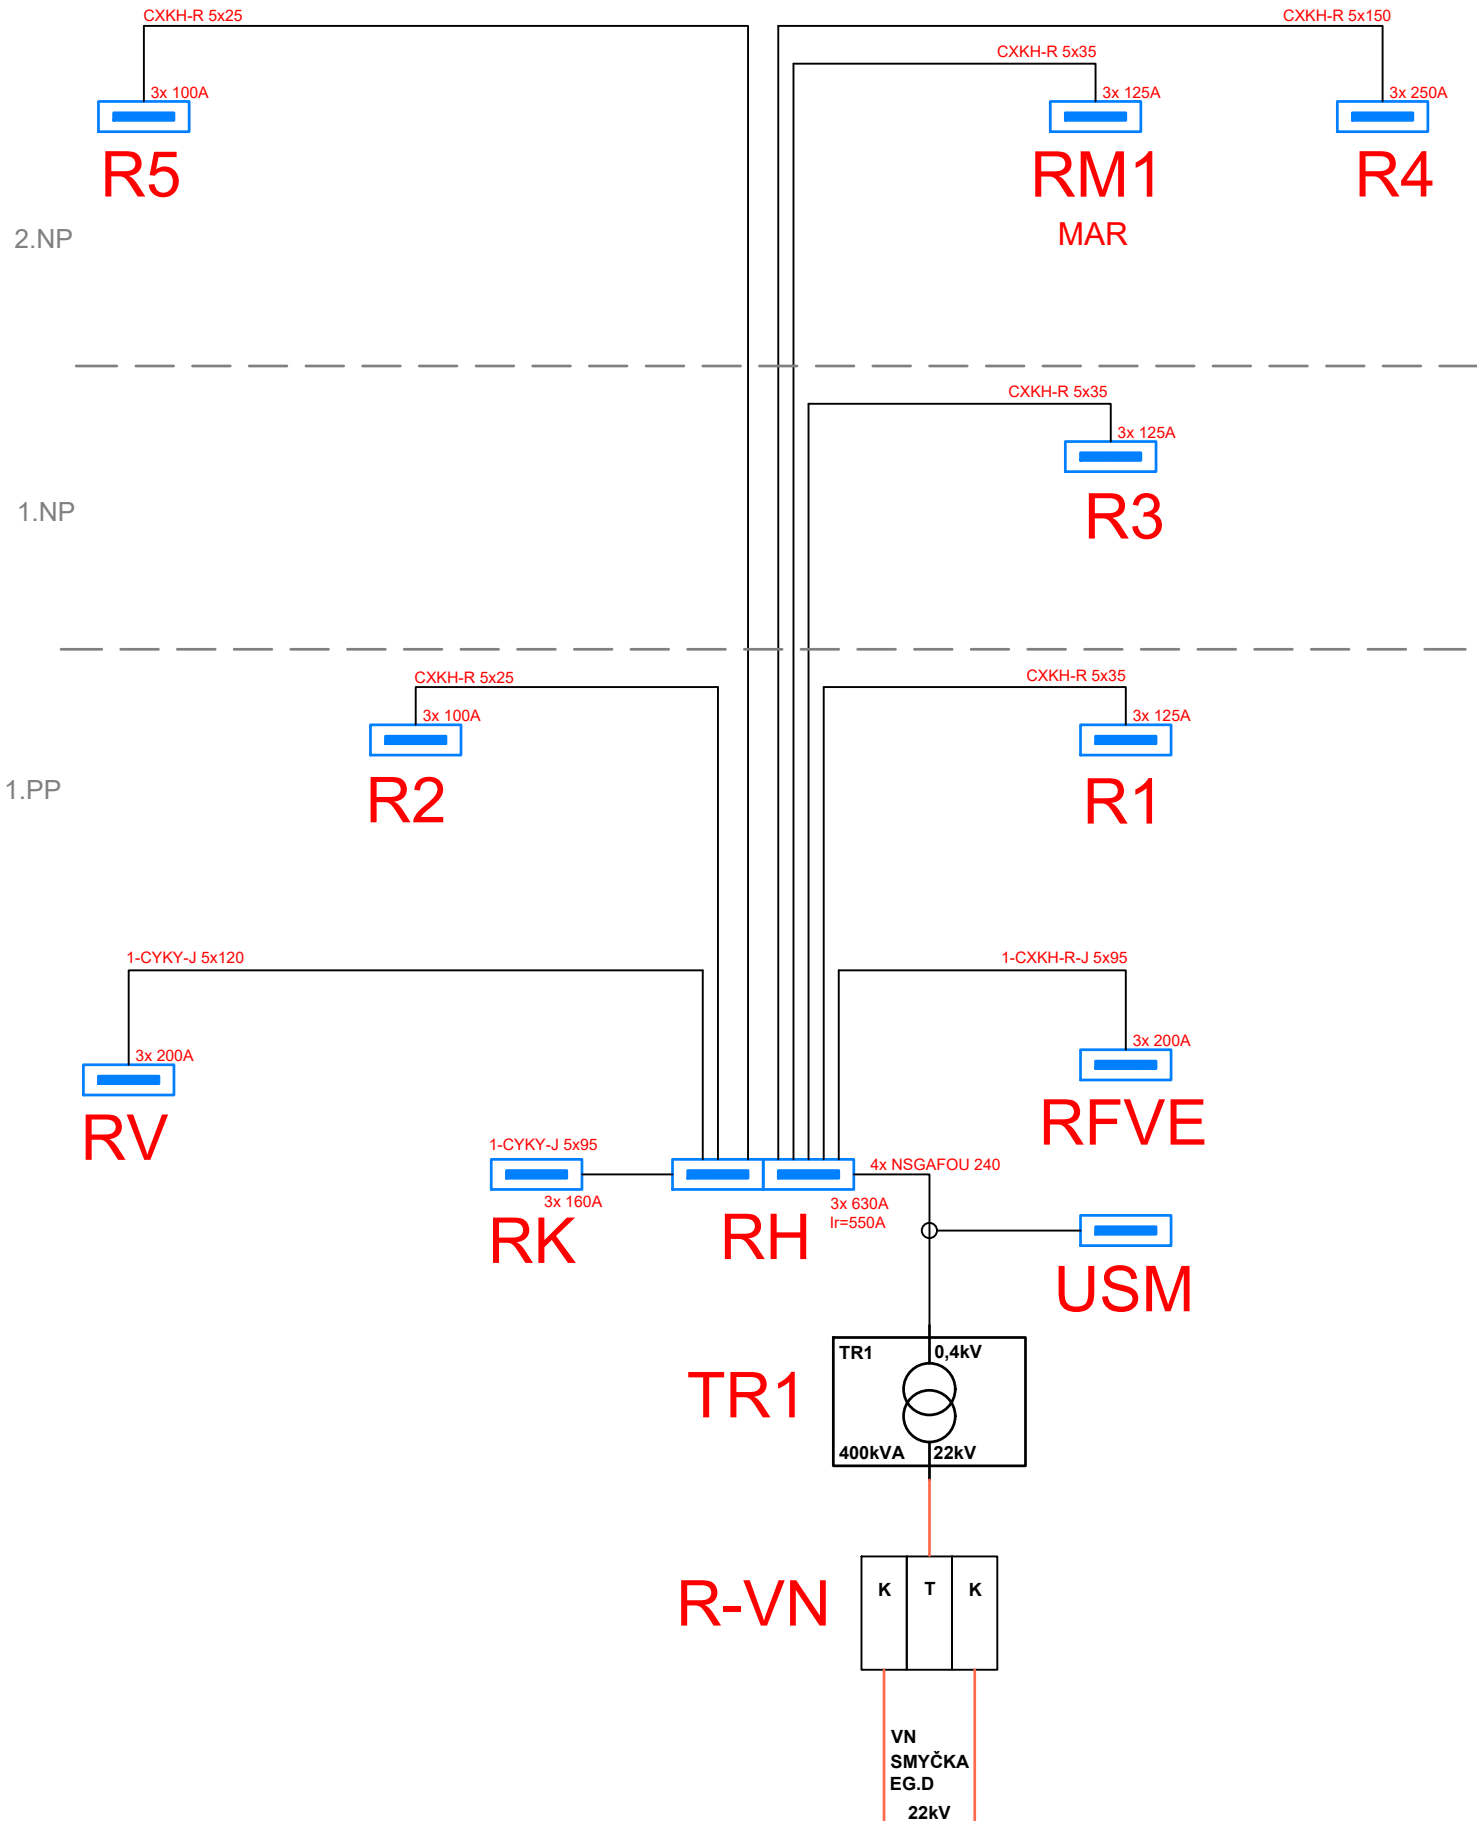 CXKH-R 5x25
CXKH-R 5x150
CXKH-R 5x35
3x 100A
3x 125A
3x 250A
R5
RM1
R4
MAR
2.NP
CXKH-R 5x35
3x 125A
R3
1.NP
CXKH-R 5x25
CXKH-R 5x35
3x 100A
3x 125A
R2
R1
1.PP
1-CYKY-J 5x120
1-CXKH-R-J 5x95
3x 200A
3x 200A
RV
RFVE
1-CYKY-J 5x95
4x NSGAFOU 240
3x 160A
3x 630A
Ir=550A
RK
RH
USM
TR1
0,4kV
TR1
400kVA
22kV
R-VN
K
T
K
VN
SMYČKA
EG.D
22kV